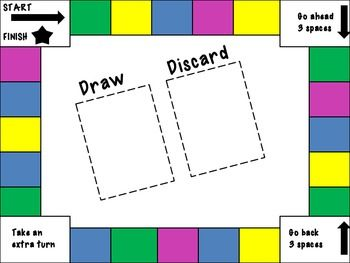 START
FINISH
Go ahead
3 spaces
Draw
Discard
Take an
extra turn
Go back
3 spaces